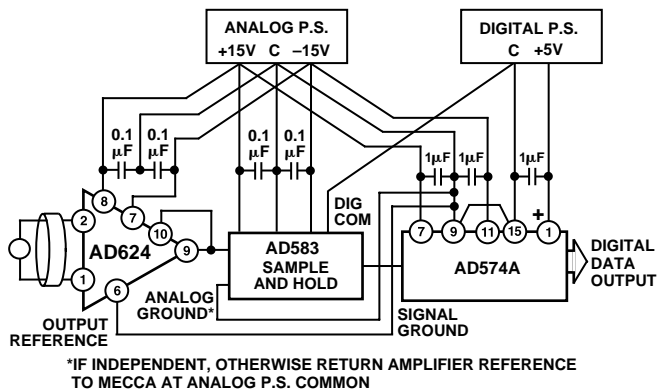 ANALOG P.S.
+15V C –15V
DIGITAL P.S.
C +5V
0.1
µF
0.1
µF
0.1
µF
0.1
µF
1µF
1µF
1µF
DIG
COM
8
7
10
2
9
1
6
AD624
AD583
SAMPLE
AND HOLD
7
9
11
15
+
1
AD574A
DIGITAL
DATA
OUTPUT
ANALOG
GROUND*
OUTPUT
REFERENCE
SIGNAL
GROUND
*IF INDEPENDENT, OTHERWISE RETURN AMPLIFIER REFERENCE
TO MECCA AT ANALOG P.S. COMMON